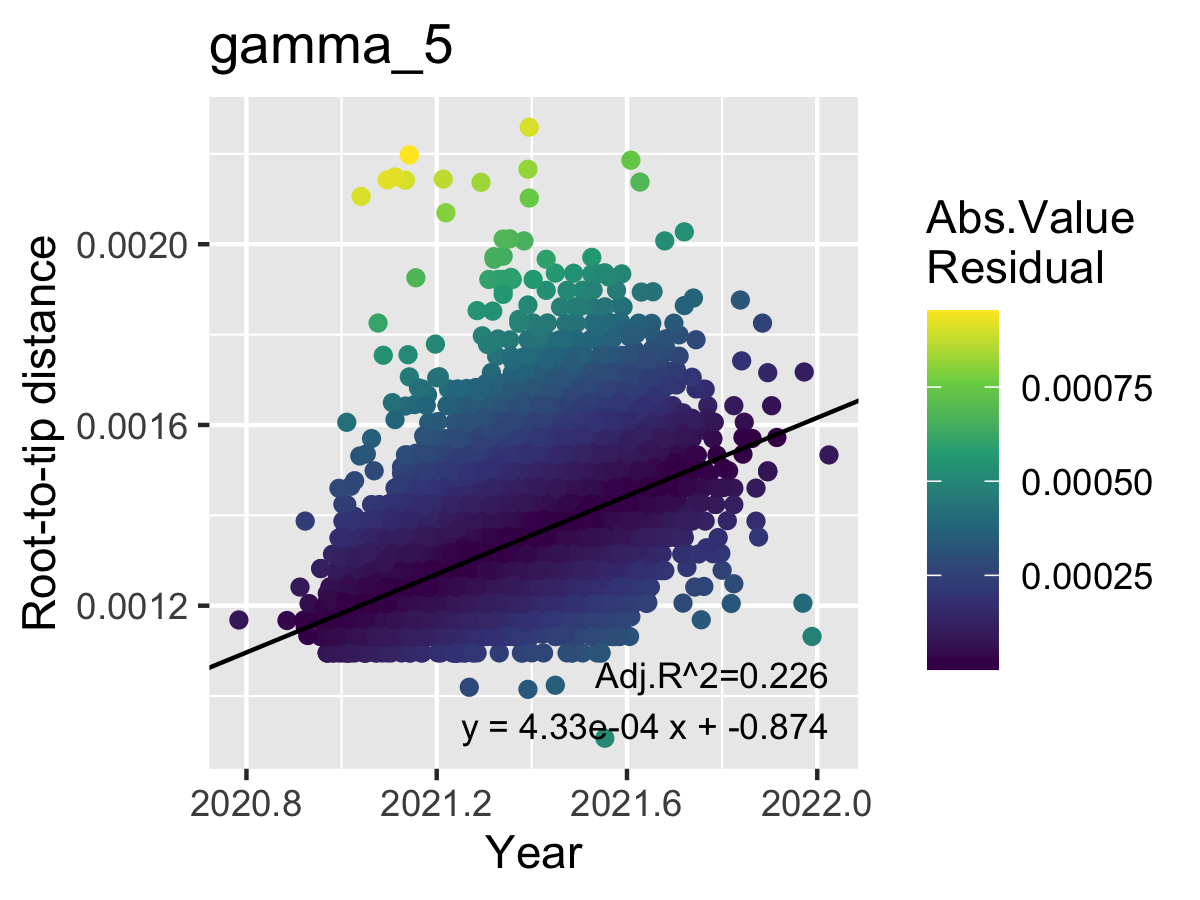 gamma_5
Root-to-tip distance
0.0020
0.0016
0.0012
Adj.R^2=0.226
y = 4.33e-04 x + -0.874
2020.8
2021.2
2021.6
2022.0
Year
Abs.Value
Residual
0.00075
0.00050
0.00025